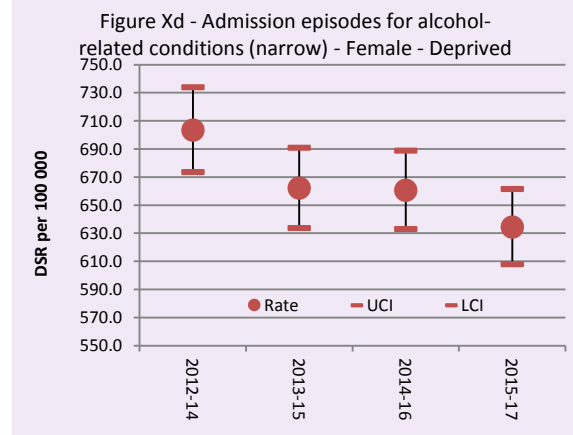 Figure Xd - Admission episodes for alcohol-
related conditions (narrow) - Female - Deprived
750.0
730.0
710.0
690.0
670.0
650.0
630.0
610.0
590.0
570.0
550.0
DSR per 100 000
Rate
UCI
LCI
2012-14
2013-15
2014-16
2015-17